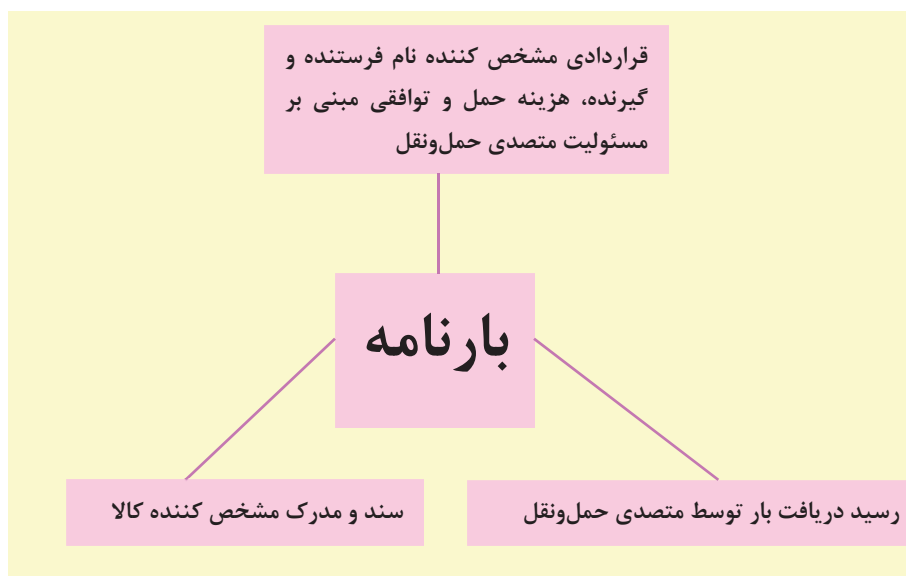 قراردادی مشخص کننده نام فرستنده و
گیرنده، هزینه حمل و توافقی مبنی بر
مسئولیت متصدی حمل‌ونقل
بارنامه
رسید دریافت بار توسط متصدی حمل‌ونقل
سند و مدرک مشخص کننده کالا